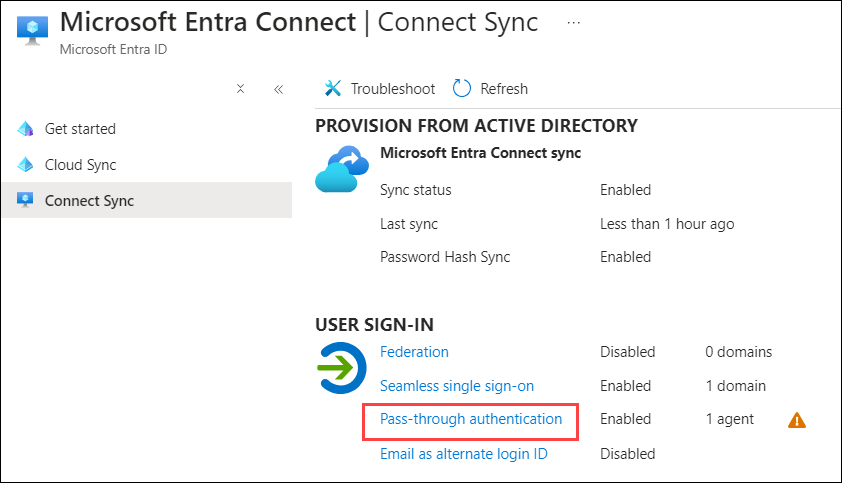 Microsoft Entra Connect | Connect Sync ...
Microsoft Entra ID
Troubleshoot Refresh
Get started
Cloud Sync
Connect Sync
PROVISION FROM ACTIVE DIRECTORY
Microsoft Entra Connect sync
Sync status Enabled
Last sync Less than 1 hour ago
Password Hash Sync Enabled
USER SIGN-IN
Federation Disabled 0 domains
Seamless single sign-on Enabled 1 domain
Pass-through authentication Enabled 1 agent
Email as alternate login ID Disabled